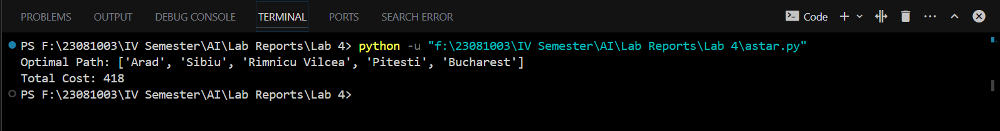 PROBLEMS OUTPUT DEBUG CONSOLE TERMINAL PORTS SEARCH ERROR Code
PS F:\23081003\IV Semester\AI\Lab Reports\Lab 4> python -u "f:\23081003\IV Semester\AI\Lab Reports\Lab 4\astar.py"
Optimal Path: ['Arad', 'Sibiu', 'Rimnicu Vilcea', 'Pitesti', 'Bucharest']
Total Cost: 418
PS F:\23081003\IV Semester\AI\Lab Reports\Lab 4>